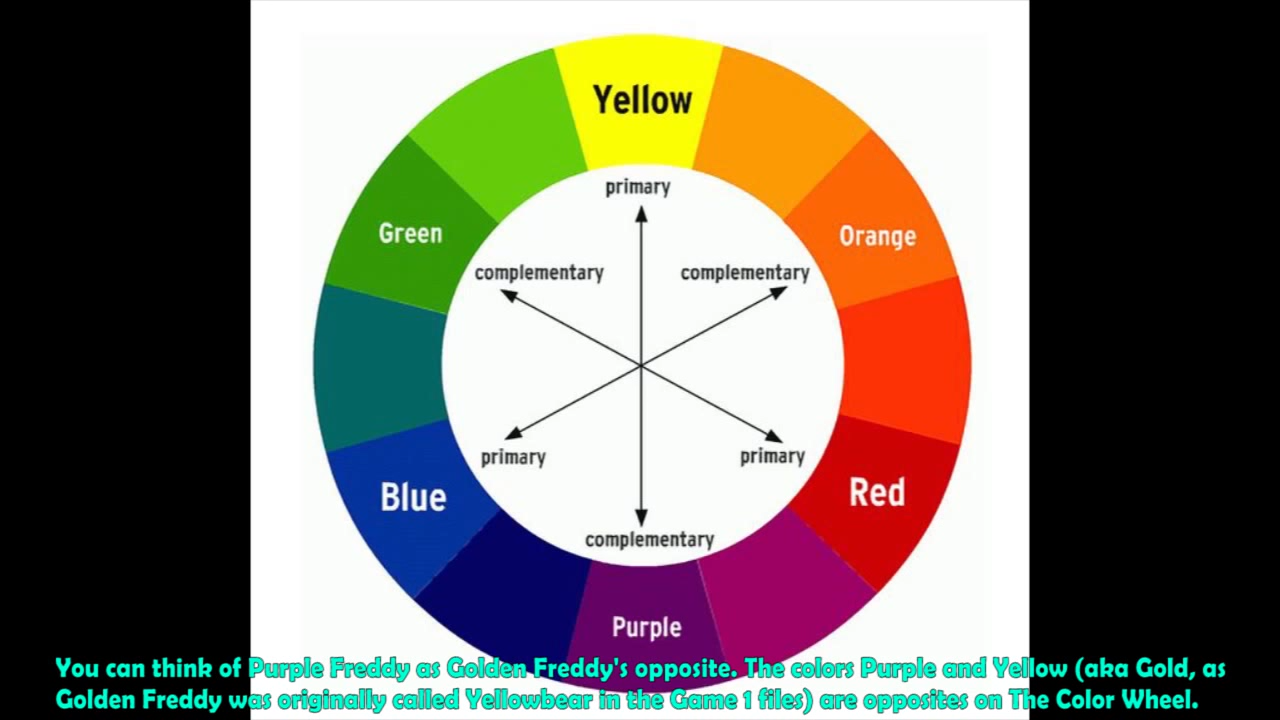 Yellow
primary
Green
Orange
complementary
complementary
primary
primary
Blue
Red
complementary
Purple
You can think of Purple Freddy as Golden Freddy's opposite. The colors Purple and Yellow (aka Gold, as
Golden Freddy was originally called Yellowbear in the Game 1 files) are opposites on The Color Wheel.